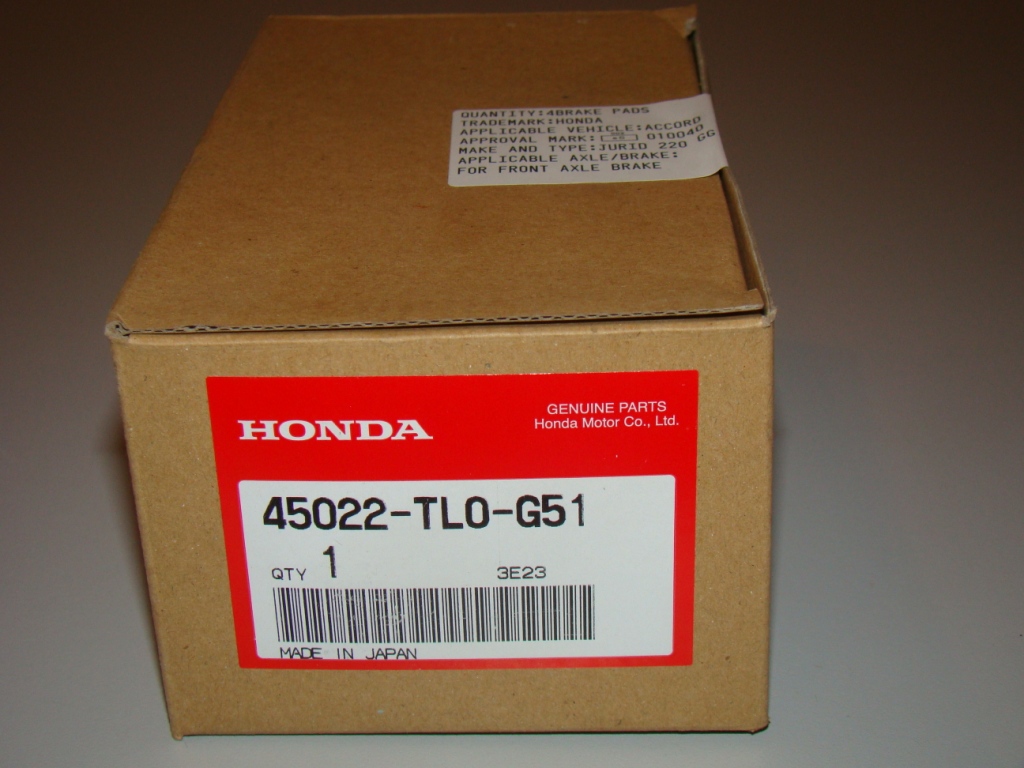 QUANTITY:4BRAKE PADS
TRADEMARK:HONDA
APPLICABLE VEHICLE:ACCORD
APPROVAL MARK: 010040
MAKE AND TYPE:JURID 220 GG
APPLICABLE AXLE/BRAKE:
FOR FRONT AXLE BRAKE
HONDA
GENUINE PARTS
Honda Motor Co., Ltd.
45022-TL0-G51
QTY 1
3E23
MADE IN JAPAN